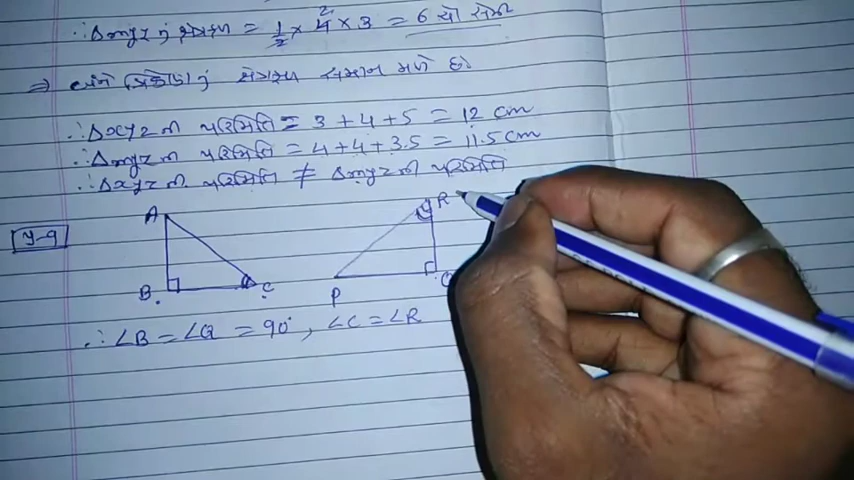 ∴ Δmyz નું ક્ષેત્રફળ = 1/2 × 4 2 × 3 = 6 ચો સેમી
⇒ બંને ત્રિકોણનું ક્ષેત્રફળ સમાન મળે છે.
∴ Δxyz ની પરિમિતિ = 3 + 4 + 5 = 12 cm
∴ Δmyz ની પરિમિતિ = 4 + 4 + 3.5 = 11.5 cm
∴ Δxyz ની પરિમિતિ ≠ Δmyz ની પરિમિતિ
પ્ર-9
A
B
C
R
P
Q
∴ ∠B = ∠Q = 90°, ∠C = ∠R